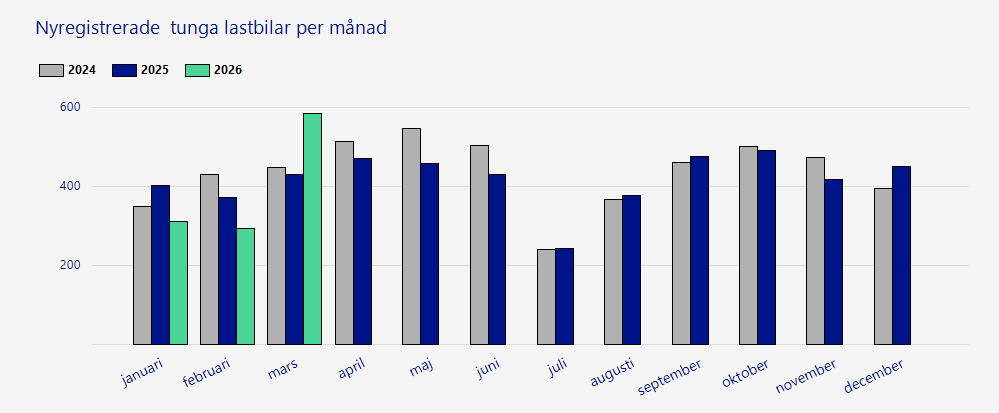 Nyregistrerade  tunga lastbilar per månad
2024 2025 2026
600
400
200
januari februari mars april maj juni juli augusti september oktober november december